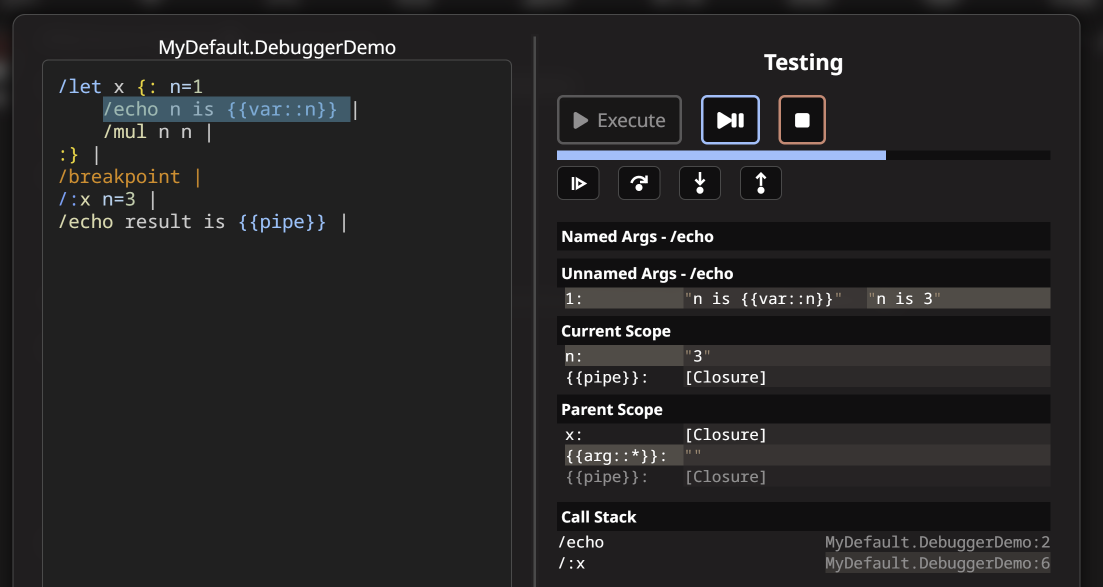 MyDefault.DebuggerDemo
/let x {: n=1
/echo n is {{var::n}} |
/mul n n |
:} |
/breakpoint |
/:x n=3 |
/echo result is {{pipe}} |
Testing
Execute
Named Args - /echo
Unnamed Args - /echo
1: "n is {{var::n}}" "n is 3"
Current Scope
n: "3"
{{pipe}}: [Closure]
Parent Scope
x: [Closure]
{{arg::*}}: ""
{{pipe}}: [Closure]
Call Stack
/echo MyDefault.DebuggerDemo:2
/:x MyDefault.DebuggerDemo:6